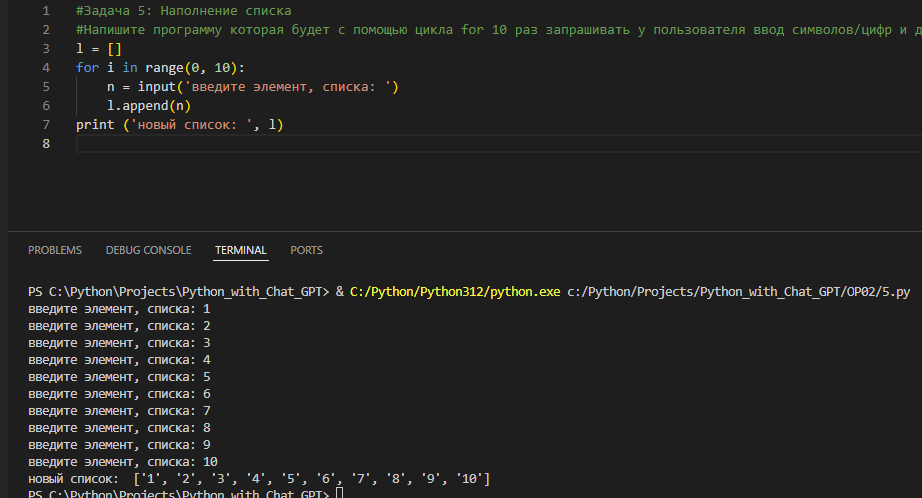 1 #Задача 5: Наполнение списка
2 #Напишите программу которая будет с помощью цикла for 10 раз запрашивать у пользователя ввод символов/цифр и д
3 l = []
4 for i in range(0, 10):
5     n = input('введите элемент, списка: ')
6     l.append(n)
7 print ('новый список: ', l)
8
PROBLEMS DEBUG CONSOLE TERMINAL PORTS
PS C:\Python\Projects\Python_with_Chat_GPT> & C:/Python/Python312/python.exe c:/Python/Projects/Python_with_Chat_GPT/OP02/5.py
введите элемент, списка: 1
введите элемент, списка: 2
введите элемент, списка: 3
введите элемент, списка: 4
введите элемент, списка: 5
введите элемент, списка: 6
введите элемент, списка: 7
введите элемент, списка: 8
введите элемент, списка: 9
введите элемент, списка: 10
новый список:  ['1', '2', '3', '4', '5', '6', '7', '8', '9', '10']
PS C:\Python\Projects\Python_with_Chat_GPT>